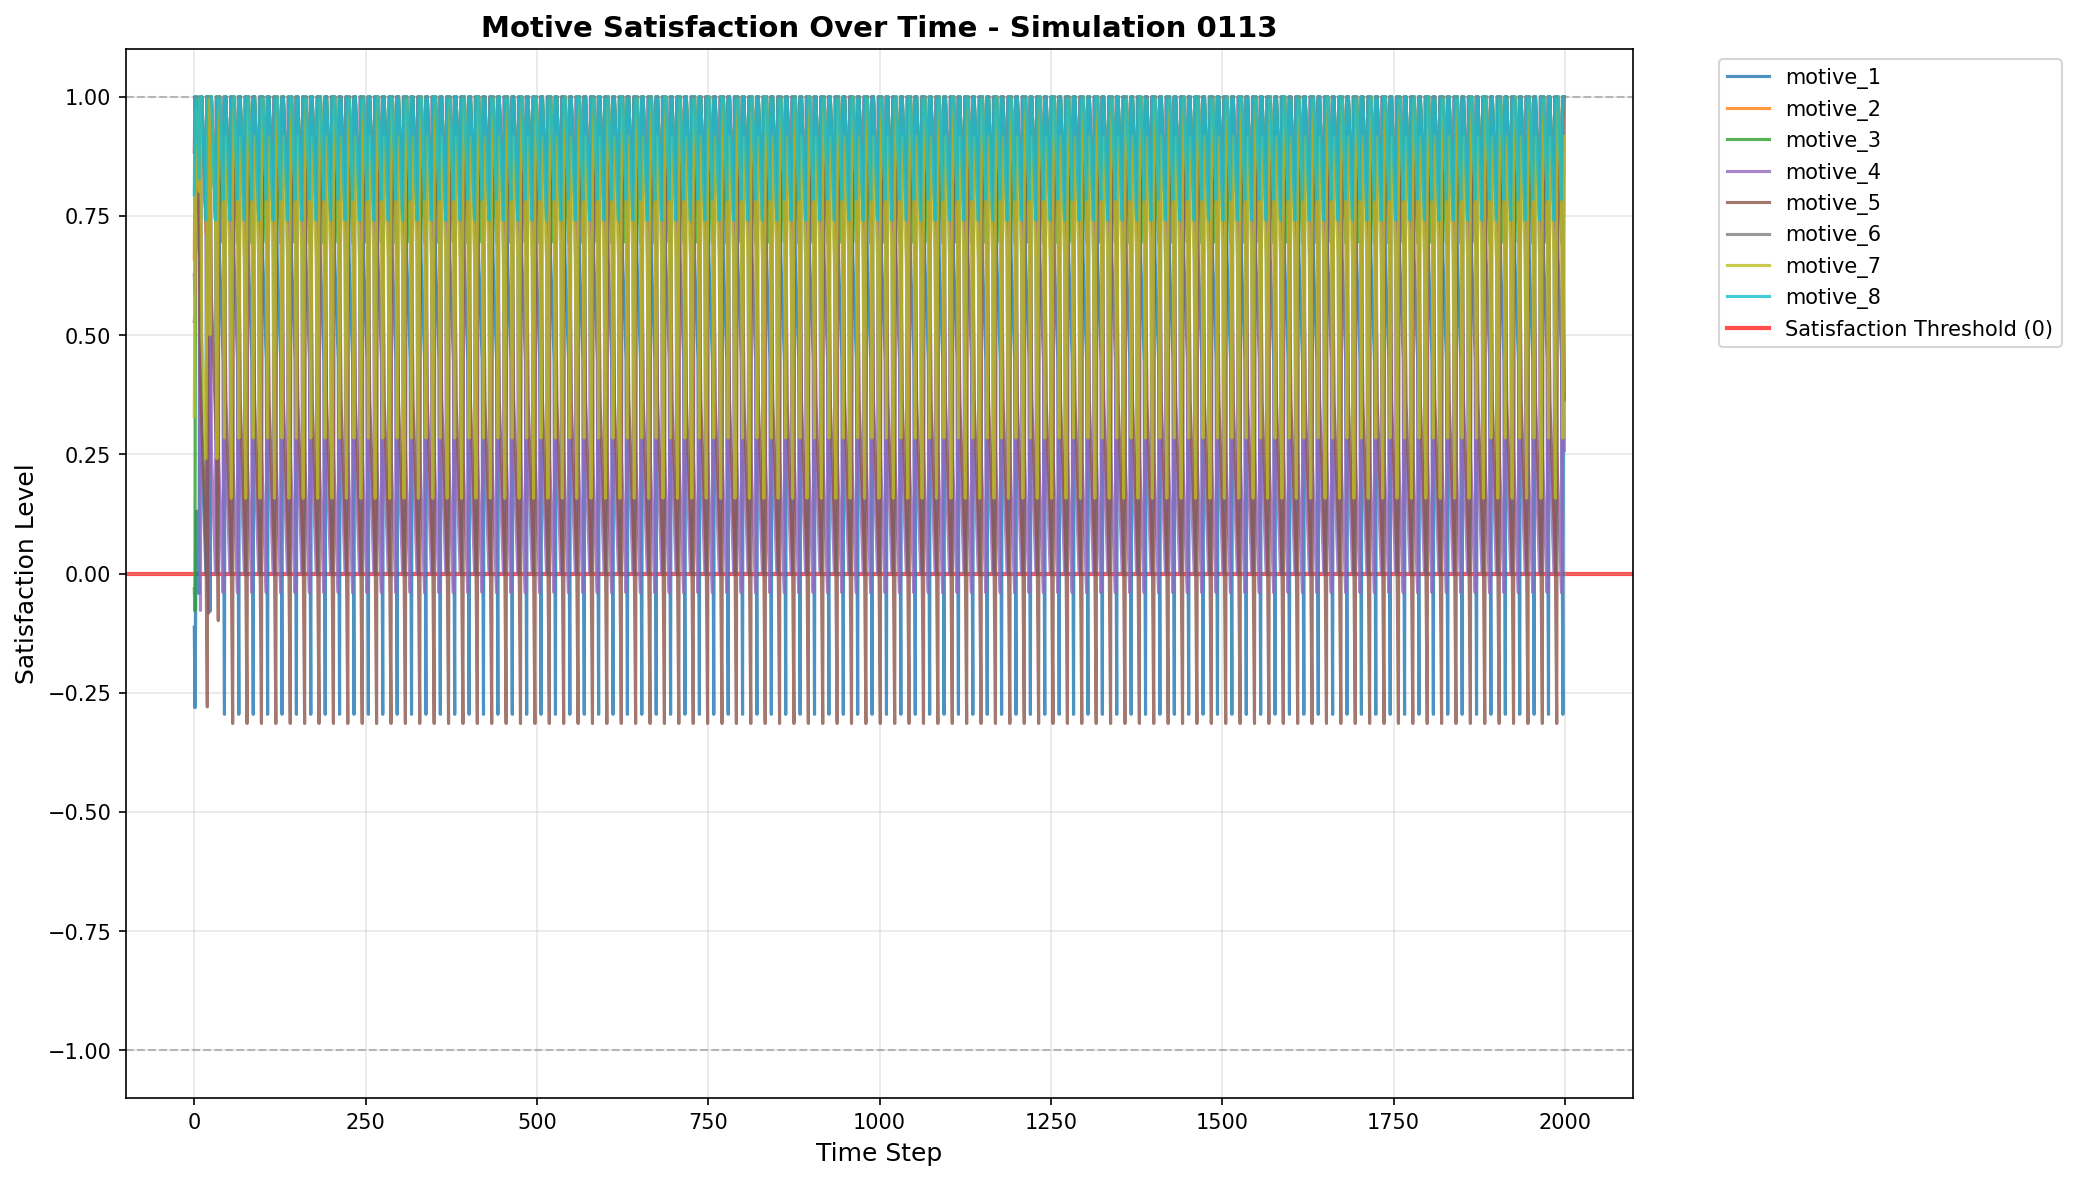 Motive Satisfaction Over Time - Simulation 0113
1.00
0.75
0.50
0.25
0.00
−0.25
−0.50
−0.75
−1.00
Satisfaction Level
0 250 500 750 1000 1250 1500 1750 2000
Time Step
motive_1
motive_2
motive_3
motive_4
motive_5
motive_6
motive_7
motive_8
Satisfaction Threshold (0)